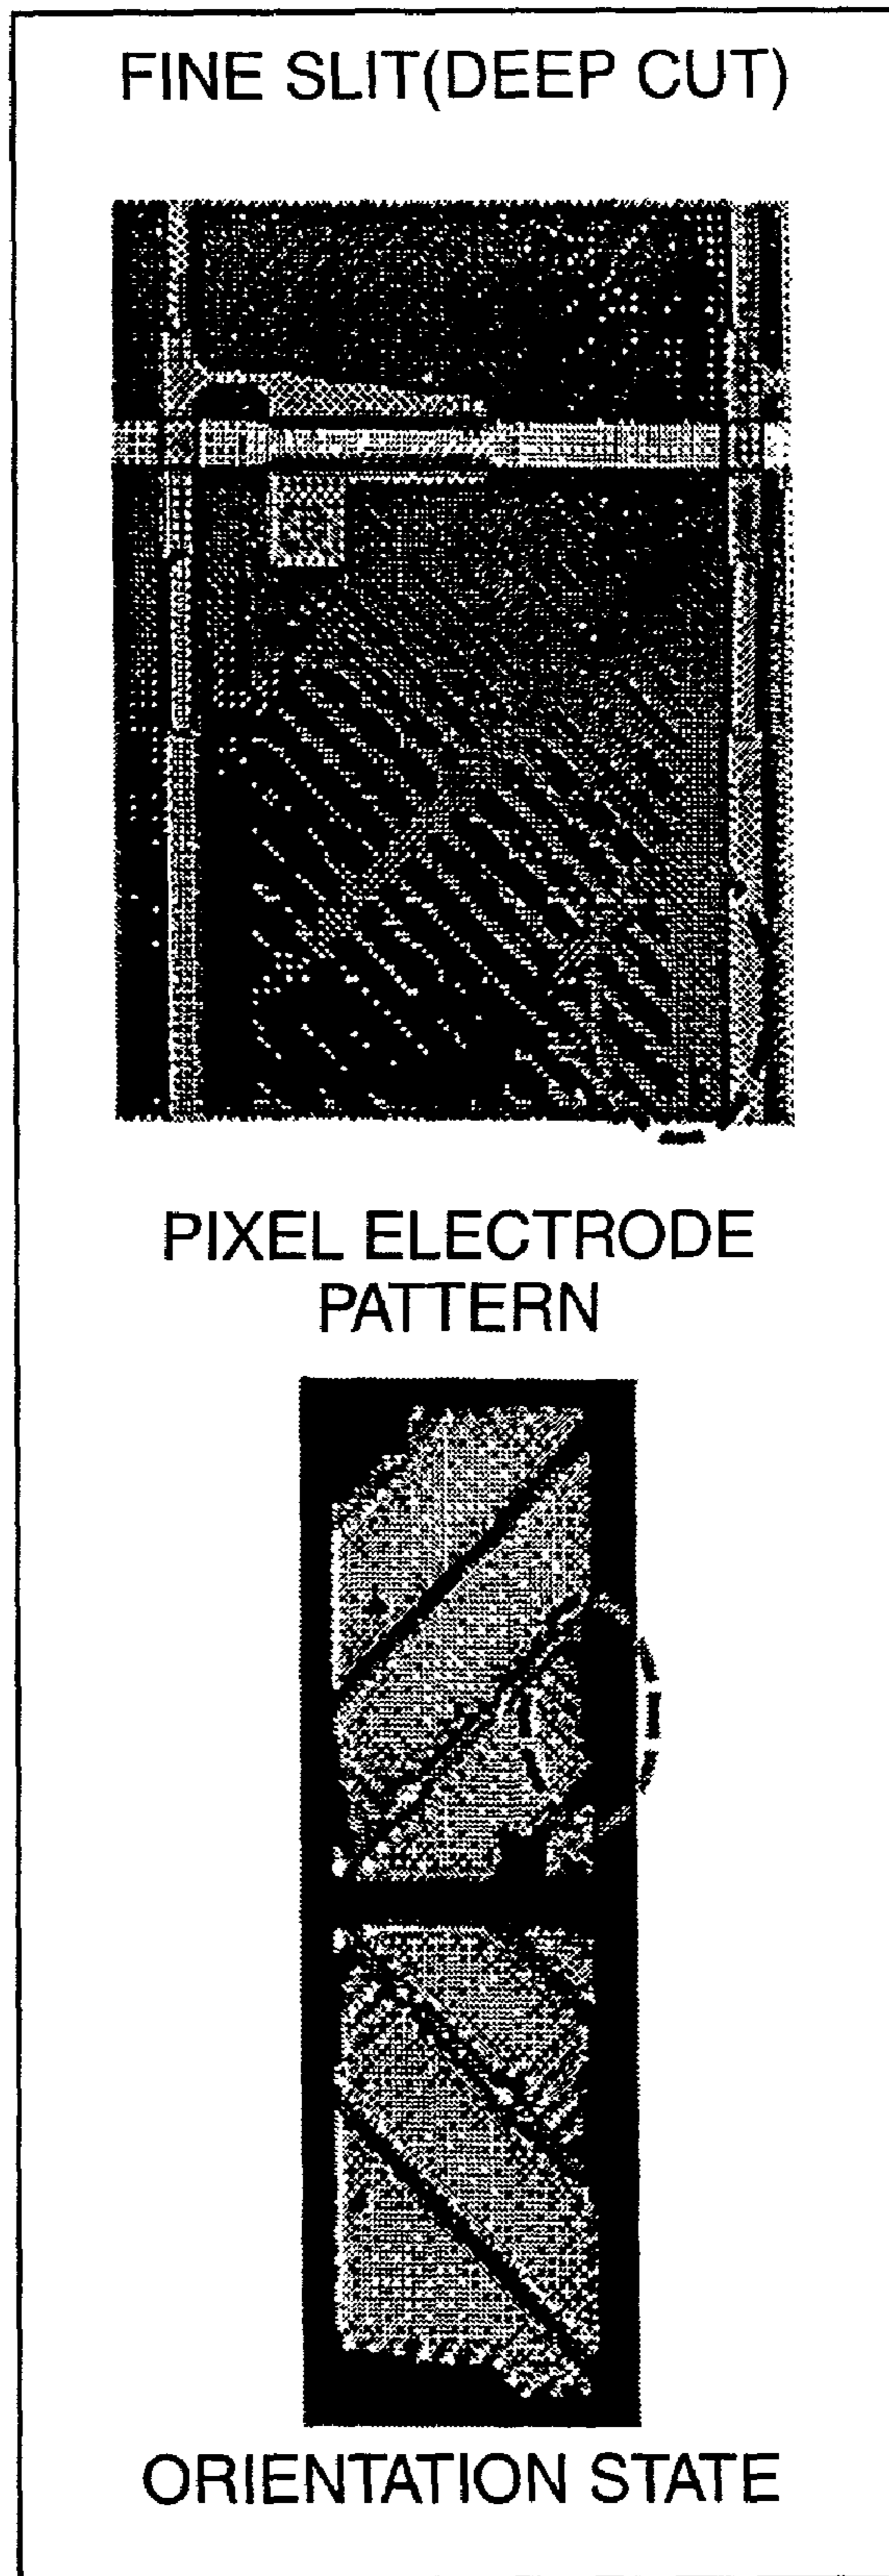 FINE SLIT(DEEP CUT)
PIXEL ELECTRODE
PATTERN
ORIENTATION STATE